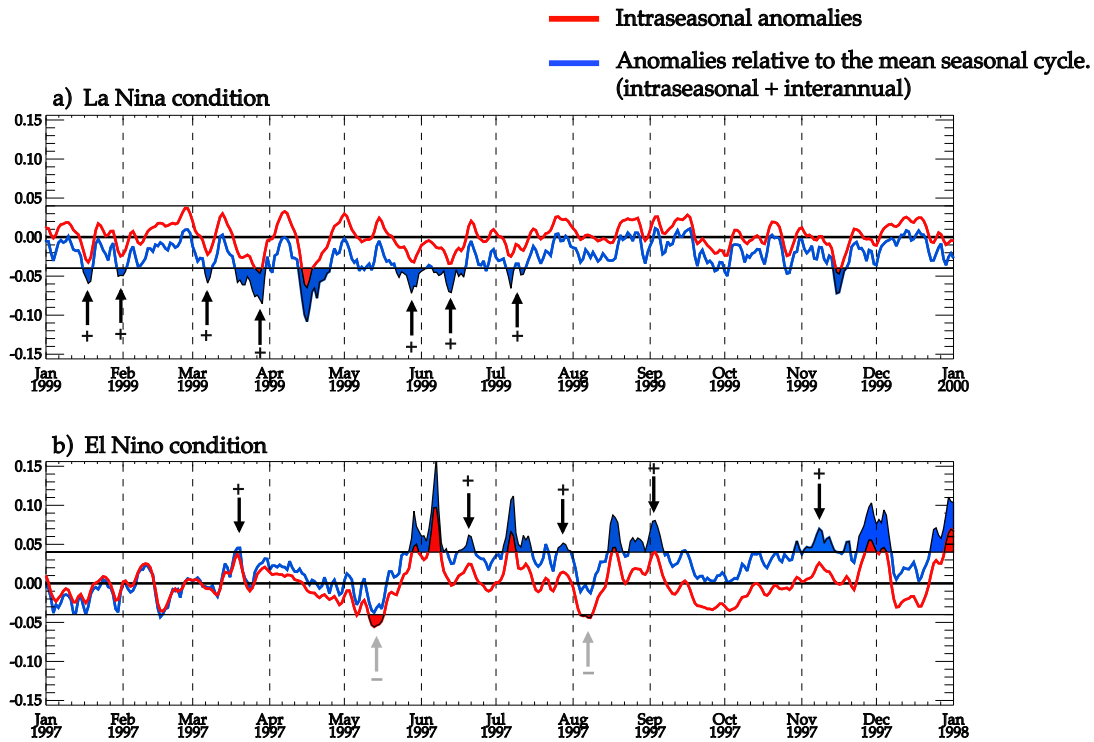 Intraseasonal anomalies
Anomalies relative to the mean seasonal cycle.
(intraseasonal + interannual)
a) La Nina condition
0.15
0.10
0.05
0.00
-0.05
-0.10
-0.15
+ + + + + + +
Jan Feb Mar Apr May Jun Jul Aug Sep Oct Nov Dec Jan
1999 1999 1999 1999 1999 1999 1999 1999 1999 1999 1999 1999 2000
b) El Nino condition
0.15
0.10
0.05
0.00
-0.05
-0.10
-0.15
+ + + + +
- -
Jan Feb Mar Apr May Jun Jul Aug Sep Oct Nov Dec Jan
1997 1997 1997 1997 1997 1997 1997 1997 1997 1997 1997 1997 1998